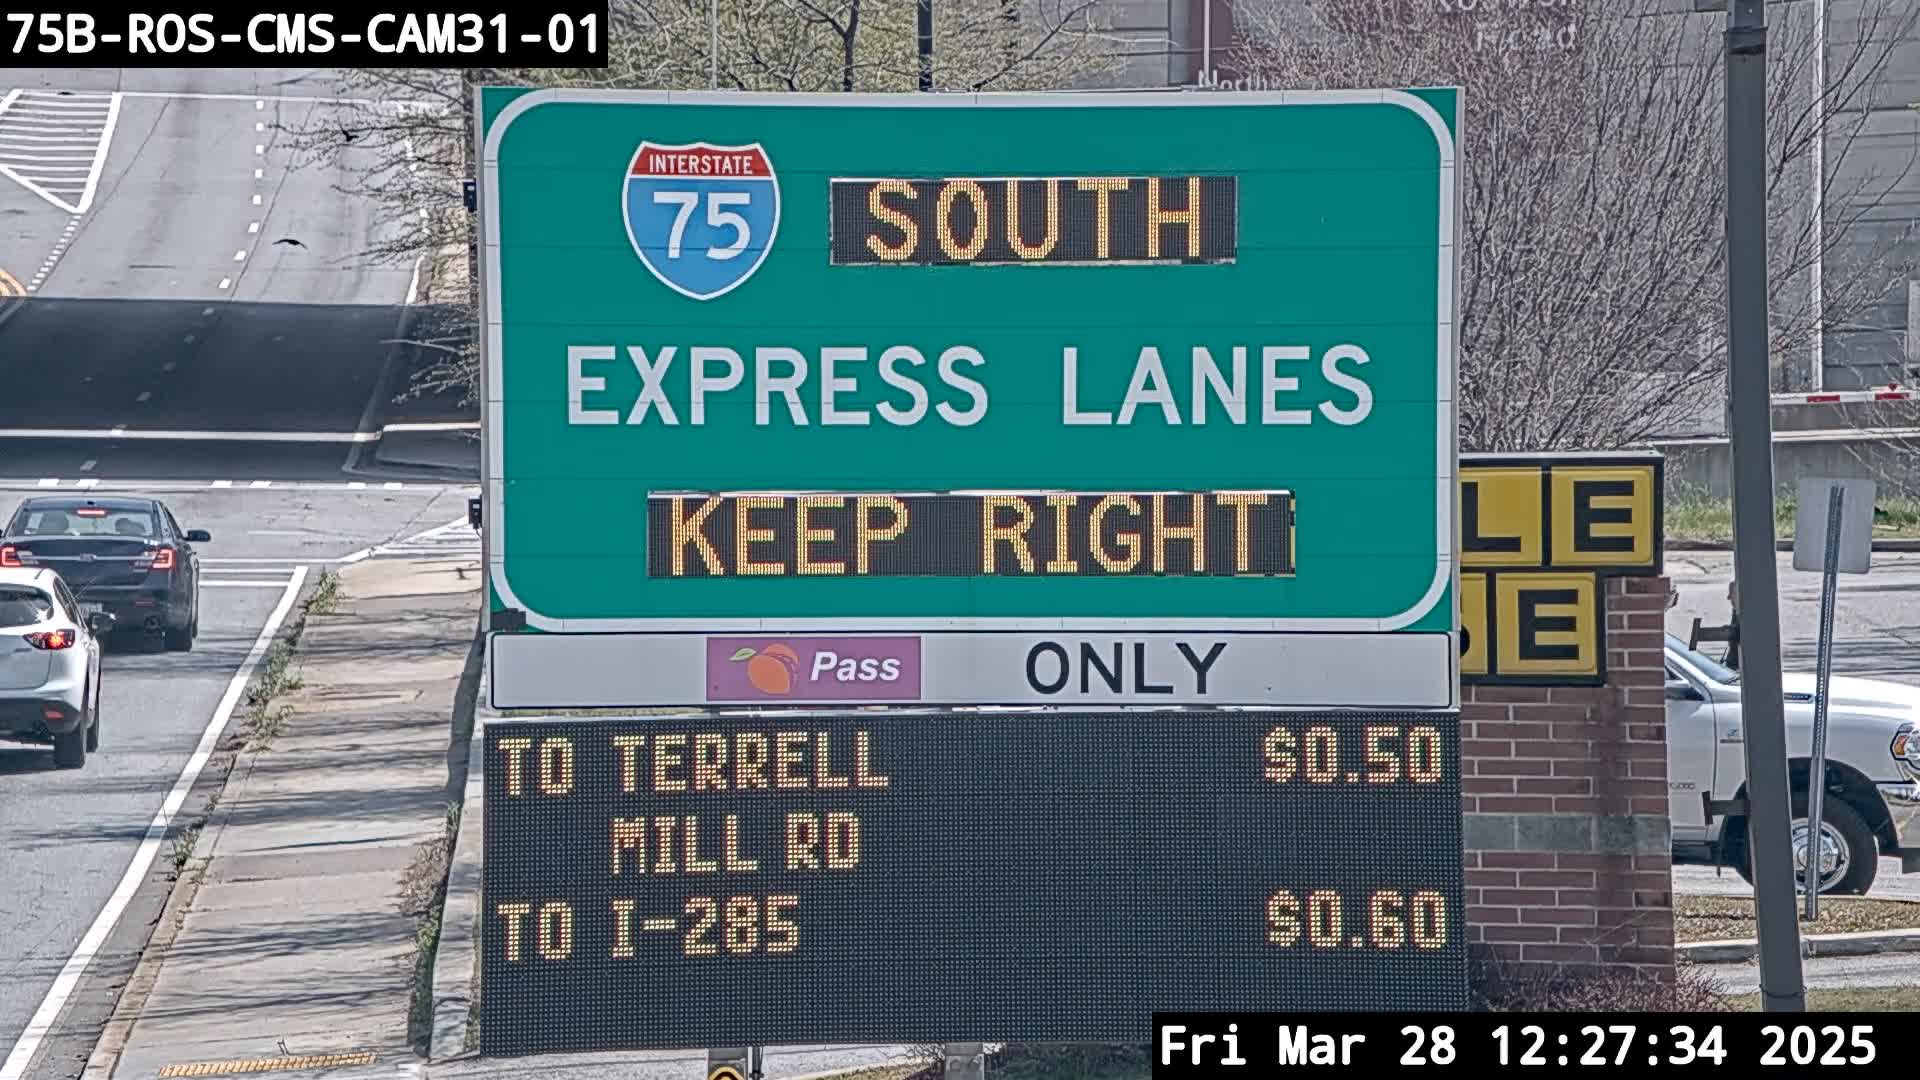 75B-ROS-CMS-CAM31-01
INTERSTATE
75
SOUTH
EXPRESS LANES
KEEP RIGHT
Pass ONLY
TO TERRELL $0.50
MILL RD
TO I-285 $0.60
LE
E
Fri Mar 28 12:27:34 2025